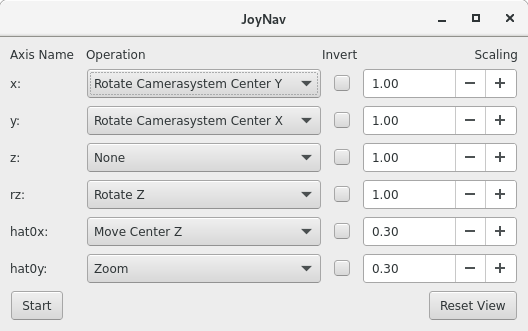 JoyNav
Axis Name Operation Invert Scaling
x: Rotate Camerasystem Center Y 1.00
y: Rotate Camerasystem Center X 1.00
z: None 1.00
rz: Rotate Z 1.00
hat0x: Move Center Z 0.30
hat0y: Zoom 0.30
Start Reset View